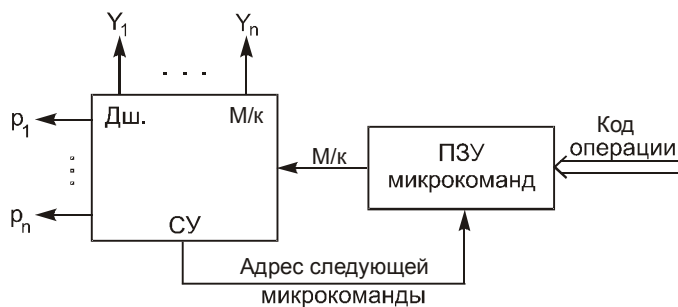 Y1 . . . Yn
p1
Дш. М/к
pn
СУ
М/к
ПЗУ
микрокоманд
Код
операции
Адрес следующей
микрокоманды